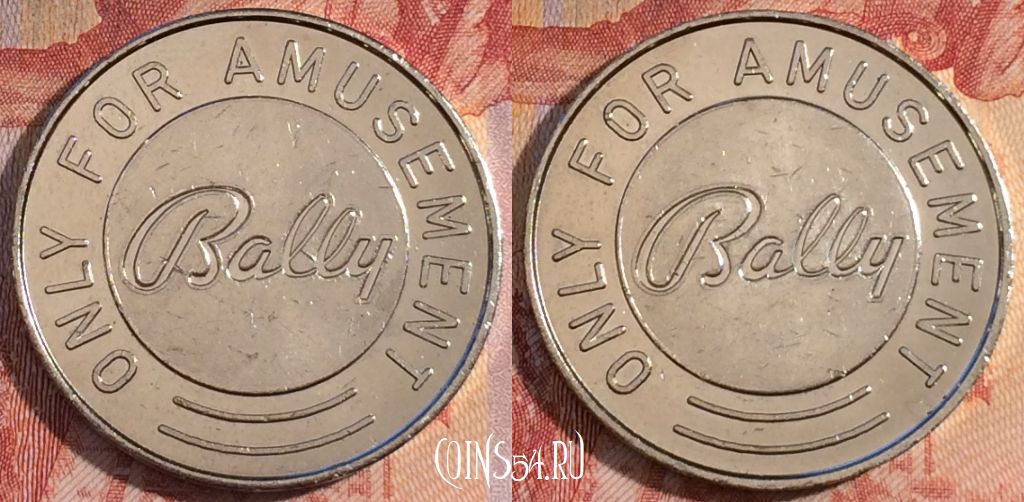 ONLY FOR AMUSEMENT
Bally
ONLY FOR AMUSEMENT
Bally
COINS54.RU